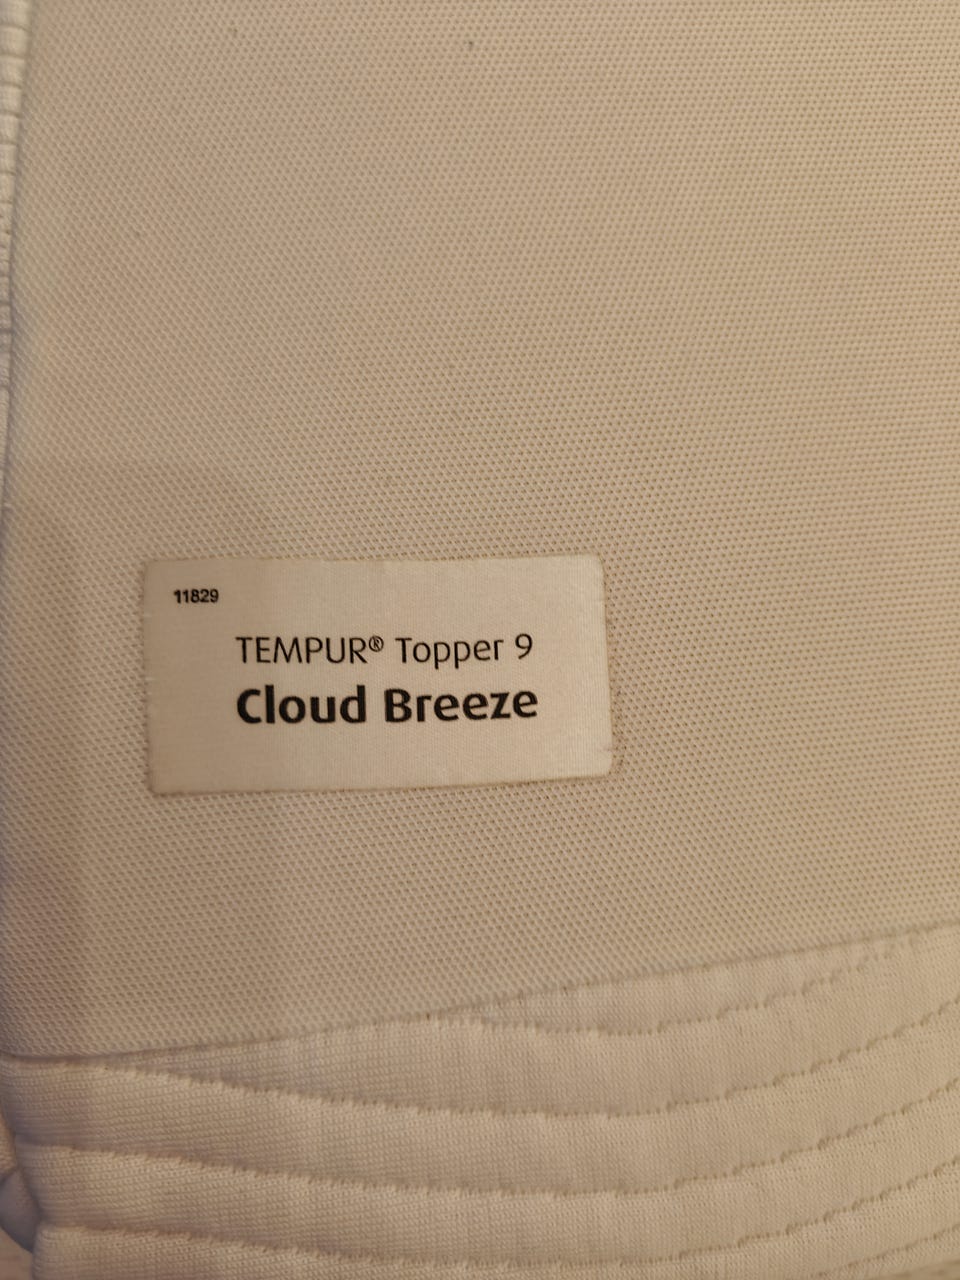 11829
TEMPUR® Topper 9
Cloud Breeze